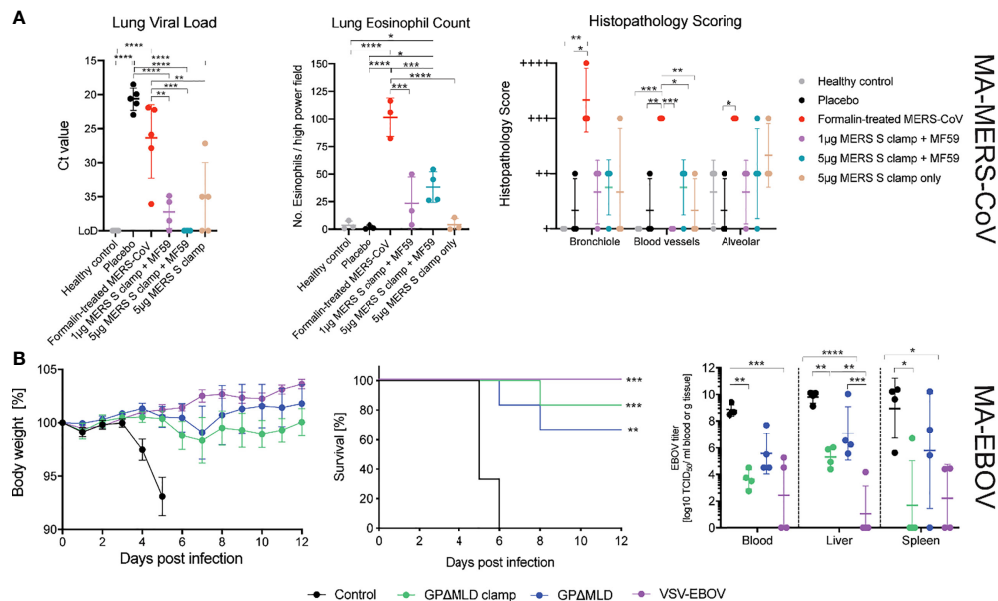 A
Lung Viral Load
Lung Eosinophil Count
Histopathology Scoring
MA-MERS-CoV
Ct value
20
25
30
35
LoD
**** ****
****
****
****
**
***
**
Healthy control
Placebo
Formalin-treated MERS-CoV
1µg MERS S clamp + MF59
5µg MERS S clamp + MF59
5µg MERS S clamp
No. Eosinophils / high power field
150
125
100
75
50
25
0
*
****
*
**** ***
****
***
Healthy control
Placebo
Formalin-treated MERS-CoV
1µg MERS S clamp + MF59
5µg MERS S clamp + MF59
5µg MERS S clamp only
Histopathology Score
++++
+++
++
+
**
*
***
** ***
**
*
*
Bronchiole Blood vessels Alveolar
Healthy control
Placebo
Formalin-treated MERS-CoV
1µg MERS S clamp + MF59
5µg MERS S clamp + MF59
5µg MERS S clamp only
B
MA-EBOV
Body weight [%]
105
100
95
90
0 2 4 6 8 10 12
Days post infection
Survival [%]
100
80
60
40
20
0
0 2 4 6 8 10 12
Days post infection
***
***
**
EBOV titer
[log10 TCID50/ ml blood or g tissue]
12
10
8
6
4
2
0
***
**
****
** **
***
*
*
Blood Liver Spleen
Control GPΔMLD clamp GPΔMLD VSV-EBOV